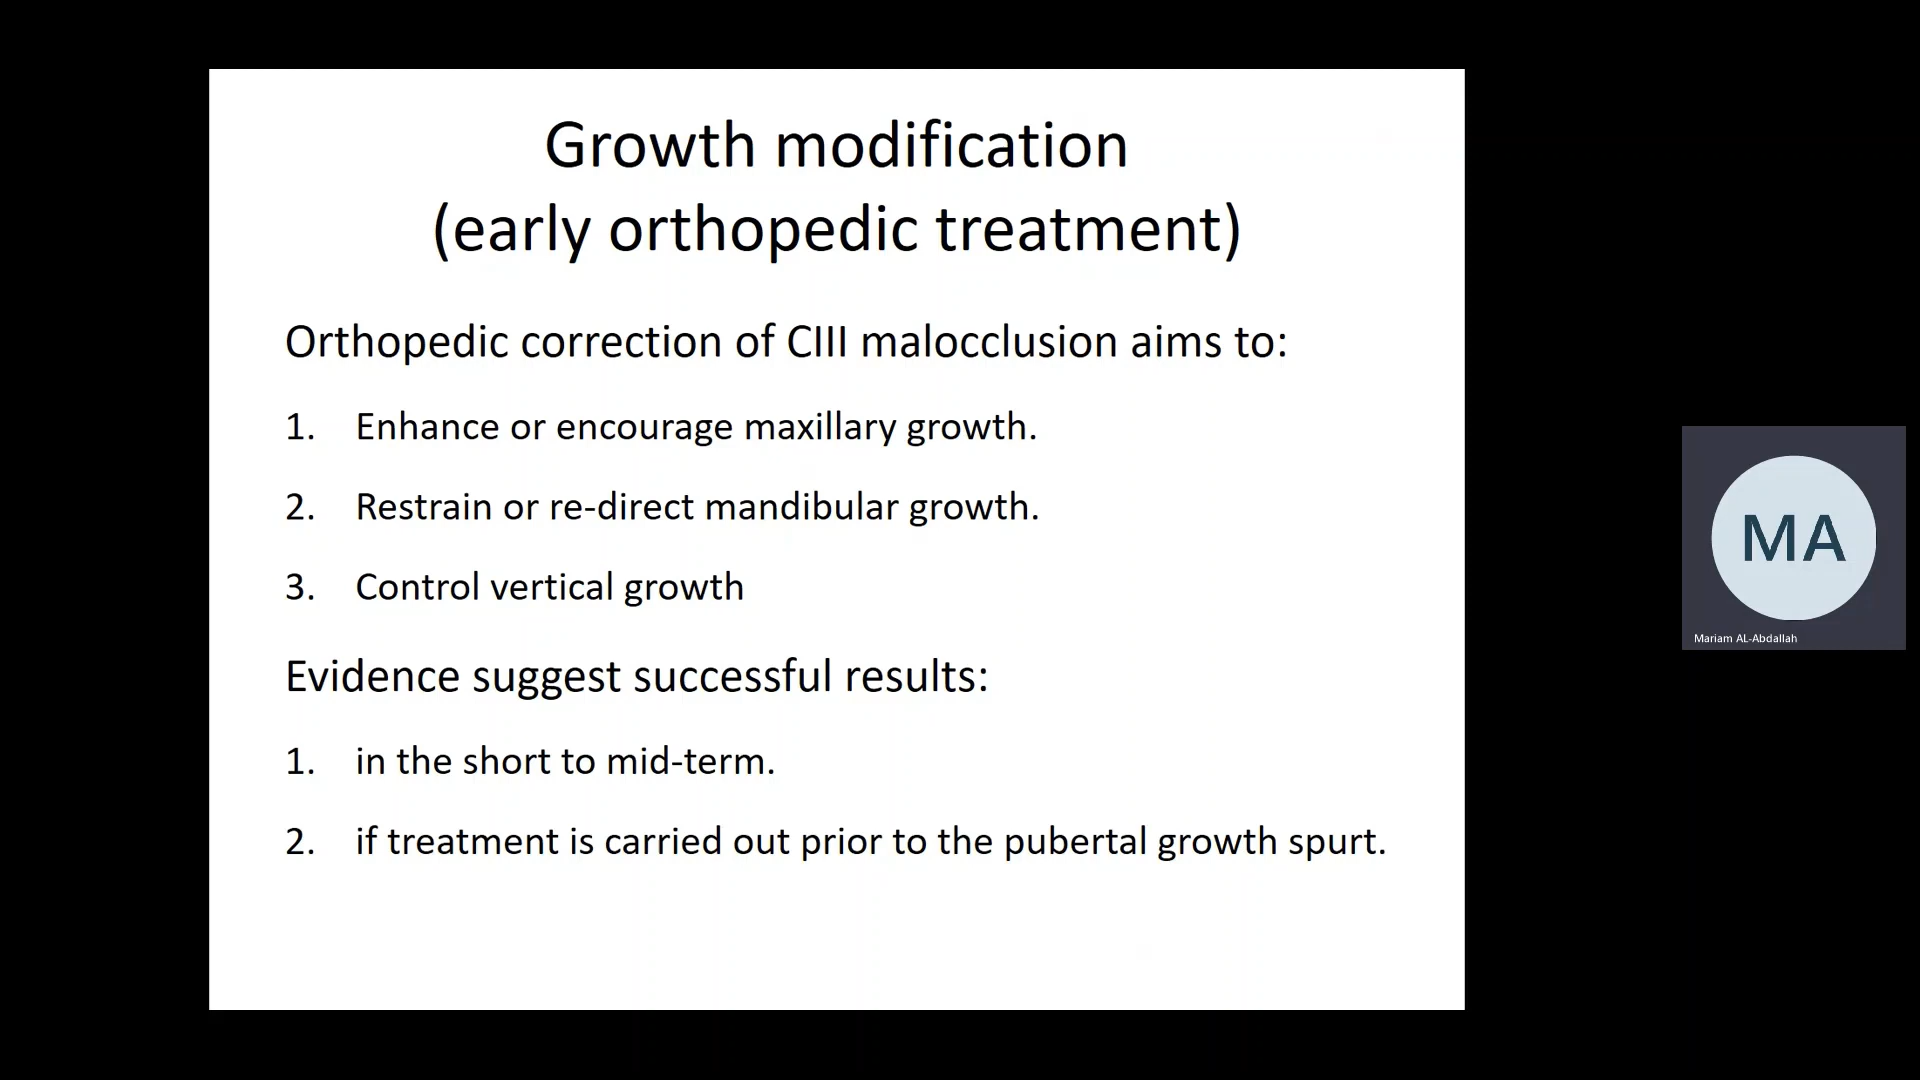 Growth modification
(early orthopedic treatment)
Orthopedic correction of CIII malocclusion aims to:
1. Enhance or encourage maxillary growth.
2. Restrain or re-direct mandibular growth.
3. Control vertical growth
Evidence suggest successful results:
1. in the short to mid-term.
2. if treatment is carried out prior to the pubertal growth spurt.
MA
Mariam AL-Abdallah